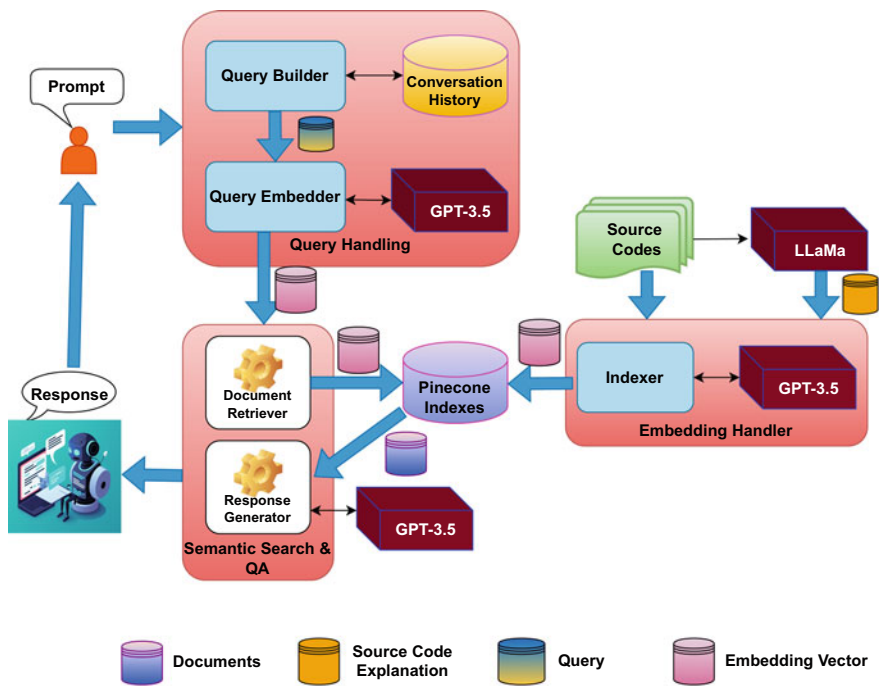 Prompt
Query Builder
Conversation
History
Query Embedder
GPT-3.5
Query Handling
Source
Codes
LLaMa
Response
Document
Retriever
Pinecone
Indexes
Indexer
GPT-3.5
Embedding Handler
Response
Generator
GPT-3.5
Semantic Search &
QA
Documents
Source Code
Explanation
Query
Embedding Vector